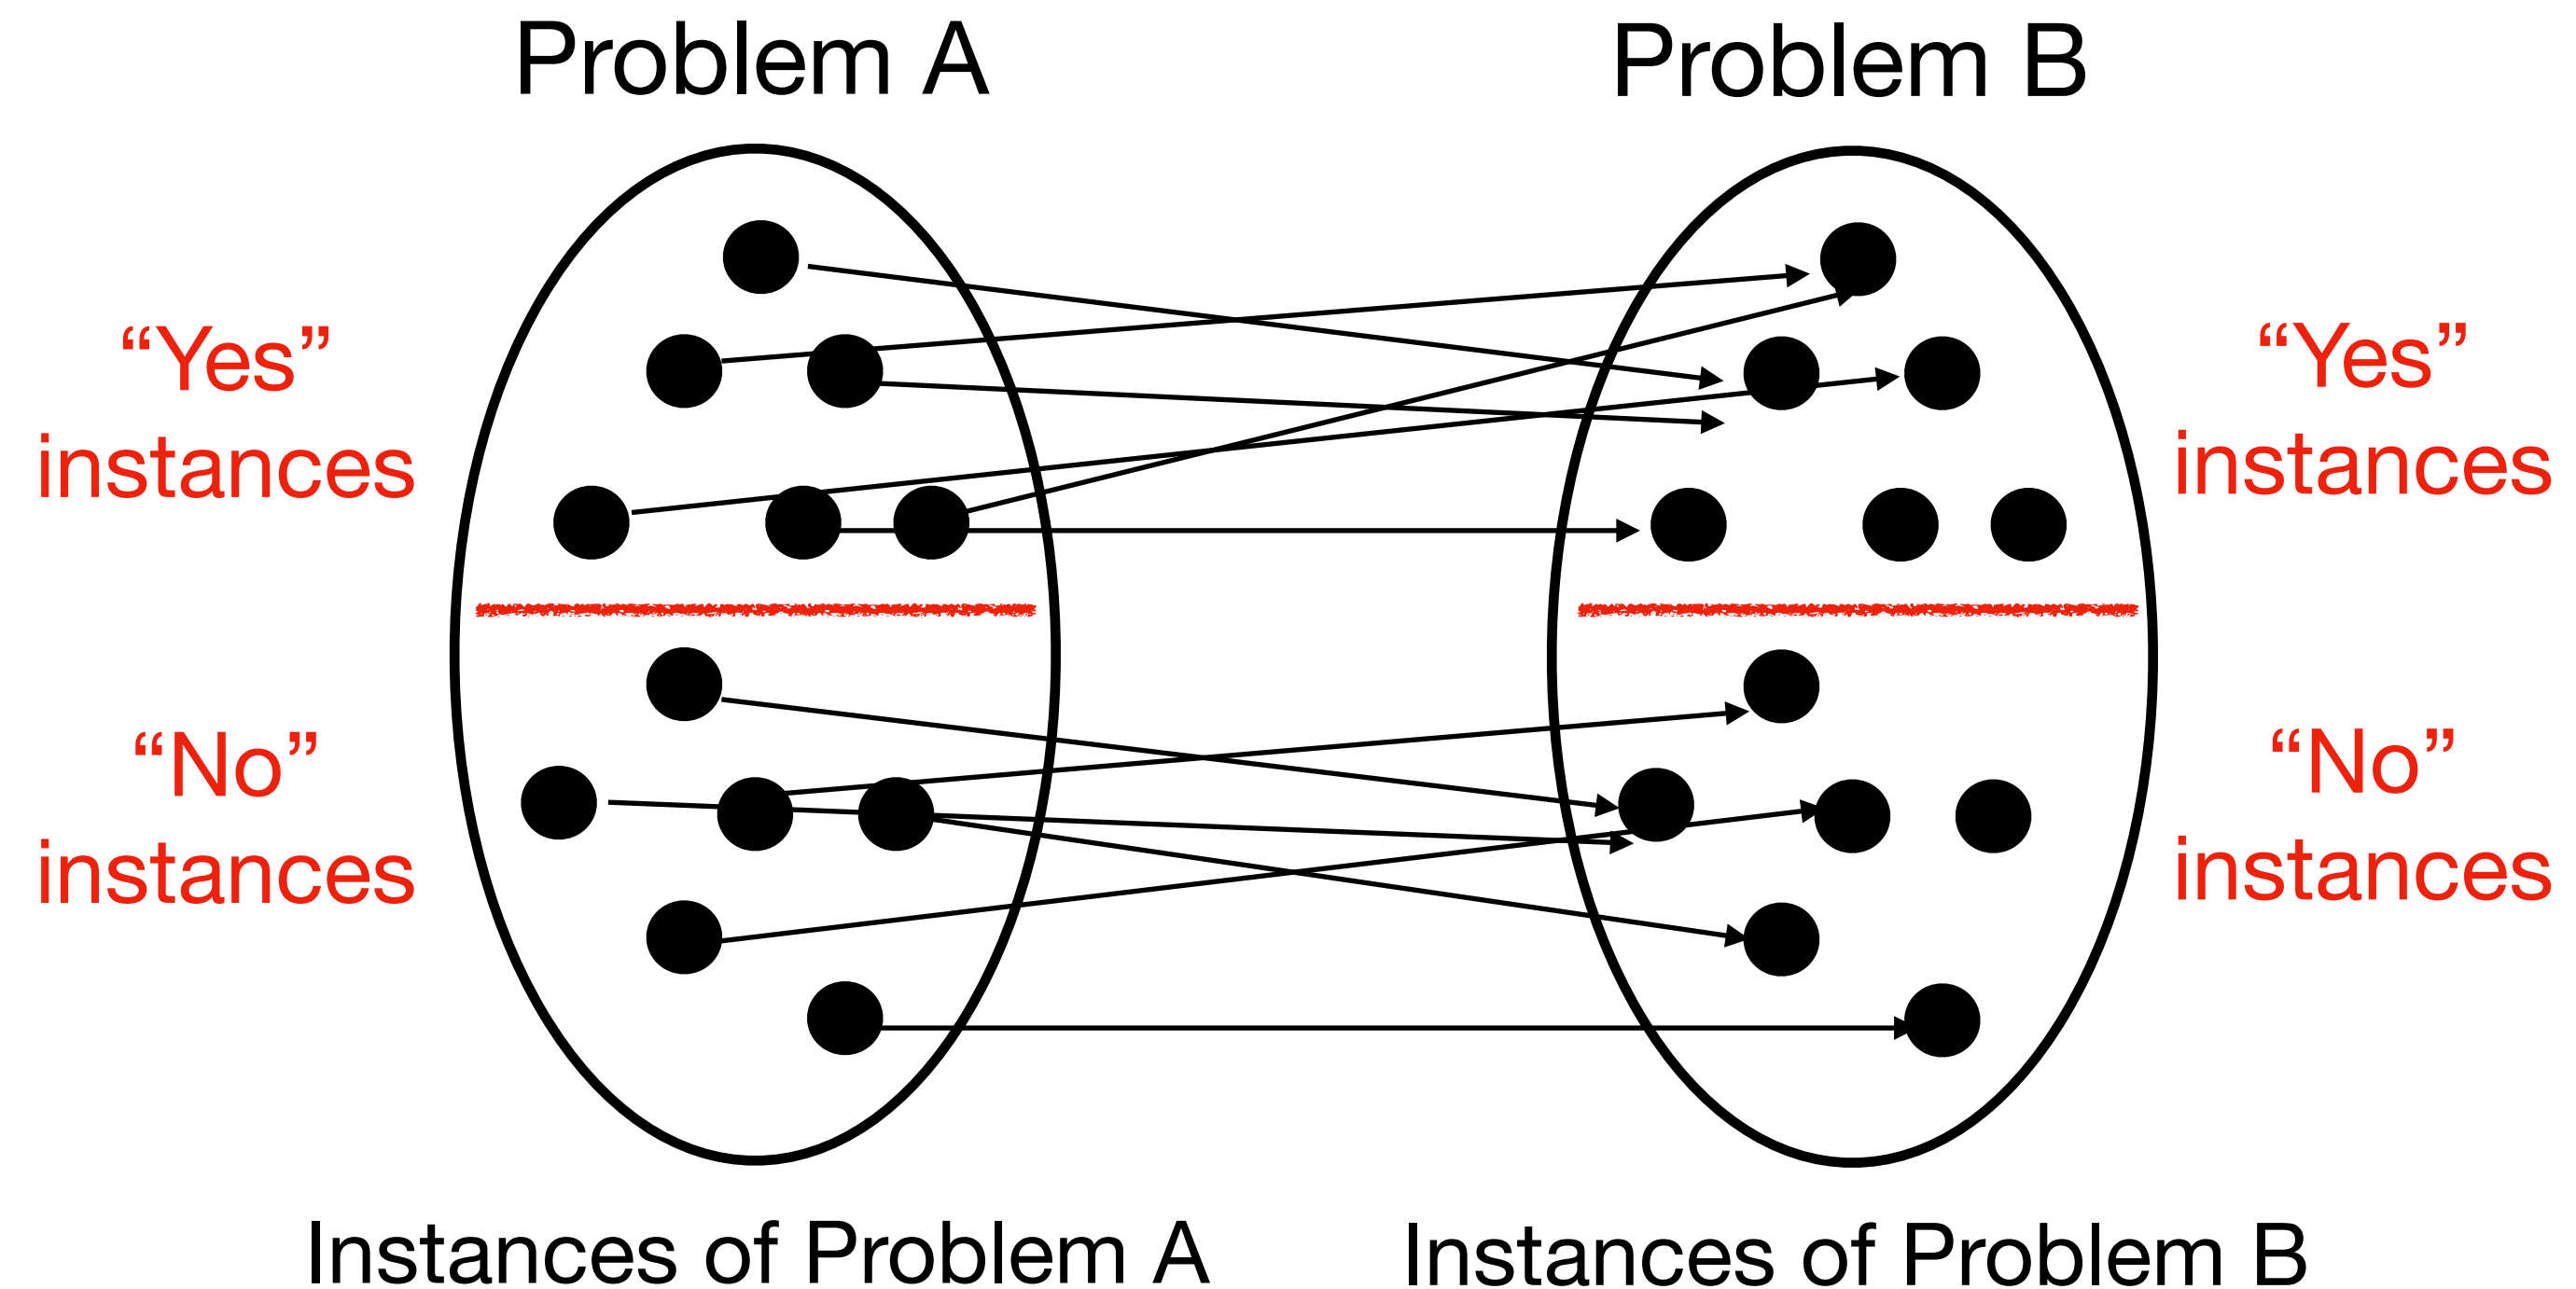 Problem A
Problem B
“Yes”
instances
“Yes”
instances
“No”
instances
“No”
instances
Instances of Problem A
Instances of Problem B